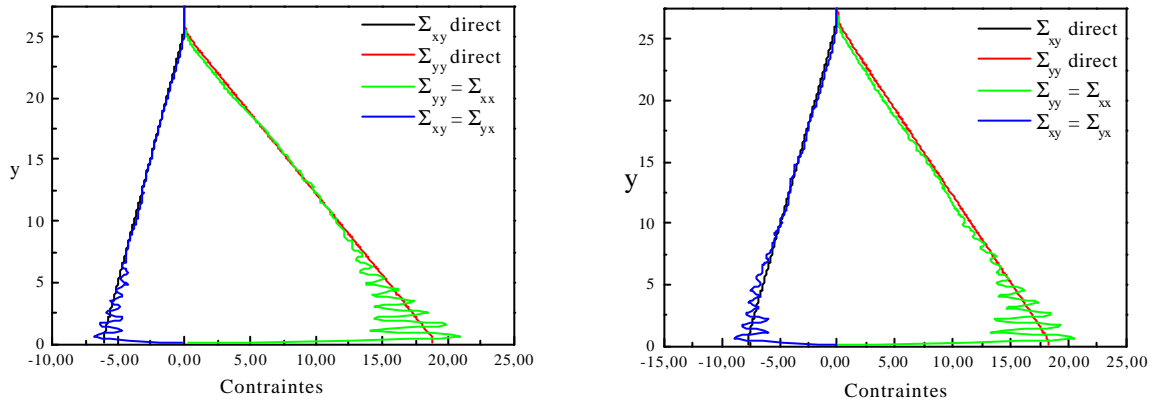 Σxy direct
Σyy direct
Σyy = Σxx
Σxy = Σyx
25
20
15
10
5
0
y
-10,00 -5,00 0,00 5,00 10,00 15,00 20,00 25,00
Contraintes
Σxy direct
Σyy direct
Σyy = Σxx
Σxy = Σyx
25
20
15
10
5
0
y
-15,00 -10,00 -5,00 0,00 5,00 10,00 15,00 20,00 25,00
Contraintes